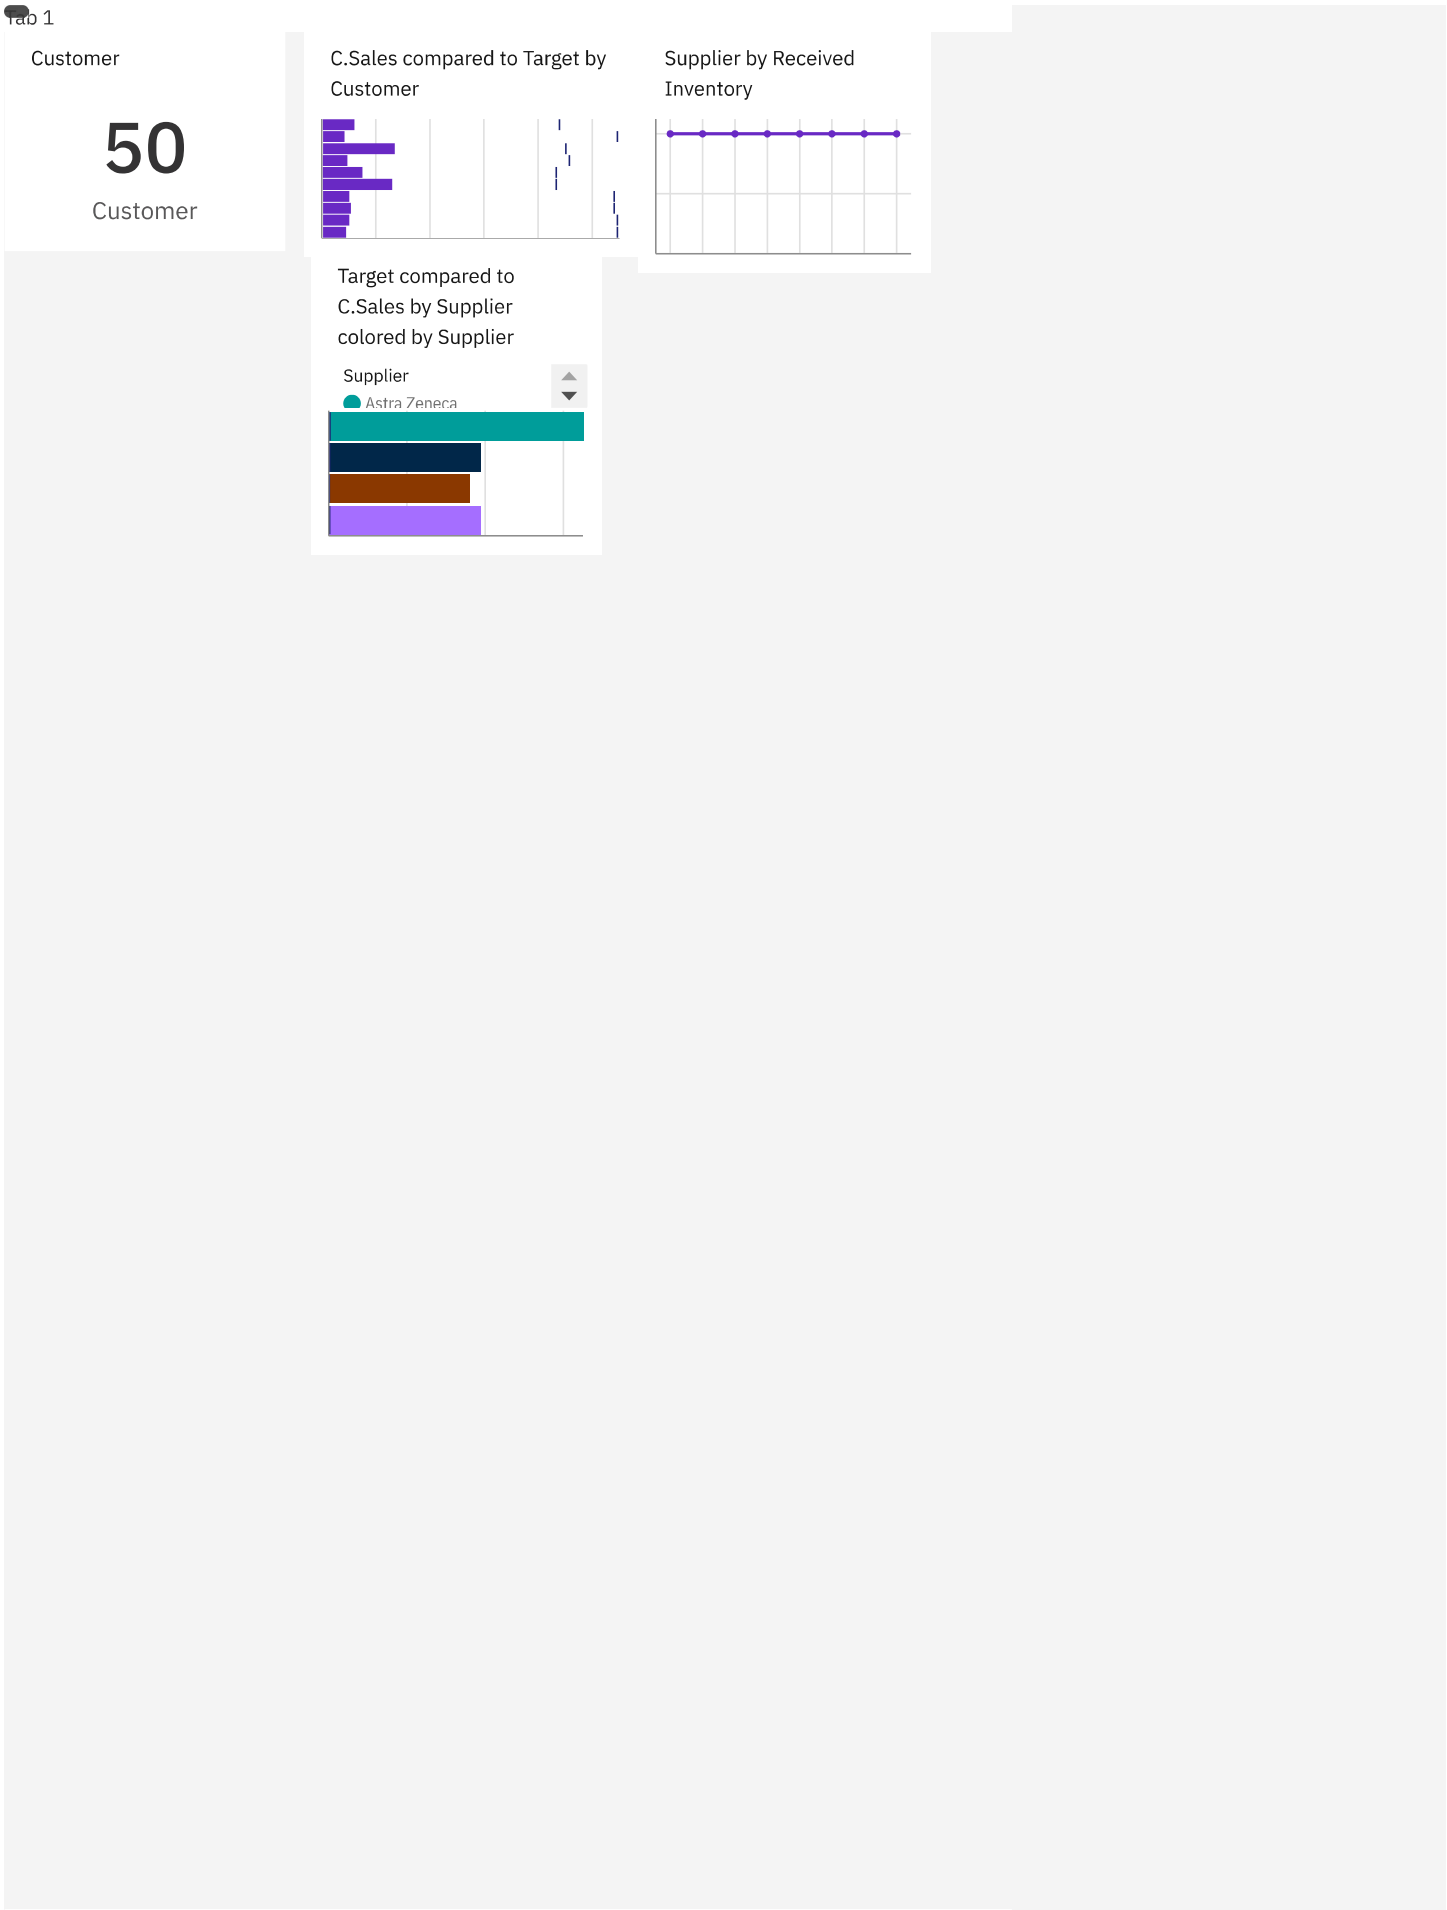 Tab 1
Customer
50
Customer
C.Sales compared to Target by
Customer
Supplier by Received
Inventory
Target compared to
C.Sales by Supplier
colored by Supplier
Supplier
Astra Zeneca